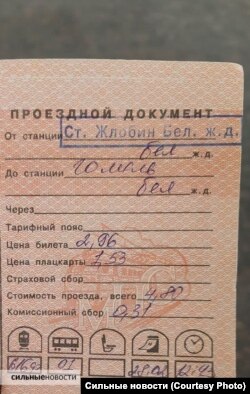 ПРОЕЗДНОЙ ДОКУМЕНТ
От станции Ст. Жлобин Бел. ж.д.
бел ж.д.
До станции гомель
бел ж.д.
Через
Тарифный пояс
Цена билета 2,96
Цена плацкарты 1,53
Страховой сбор
Стоимость проезда, всего 4,80
Комиссионный сбор 0,31
СИЛЬНЫЕНОВОСТИ
Сильные новости (Courtesy Photo)